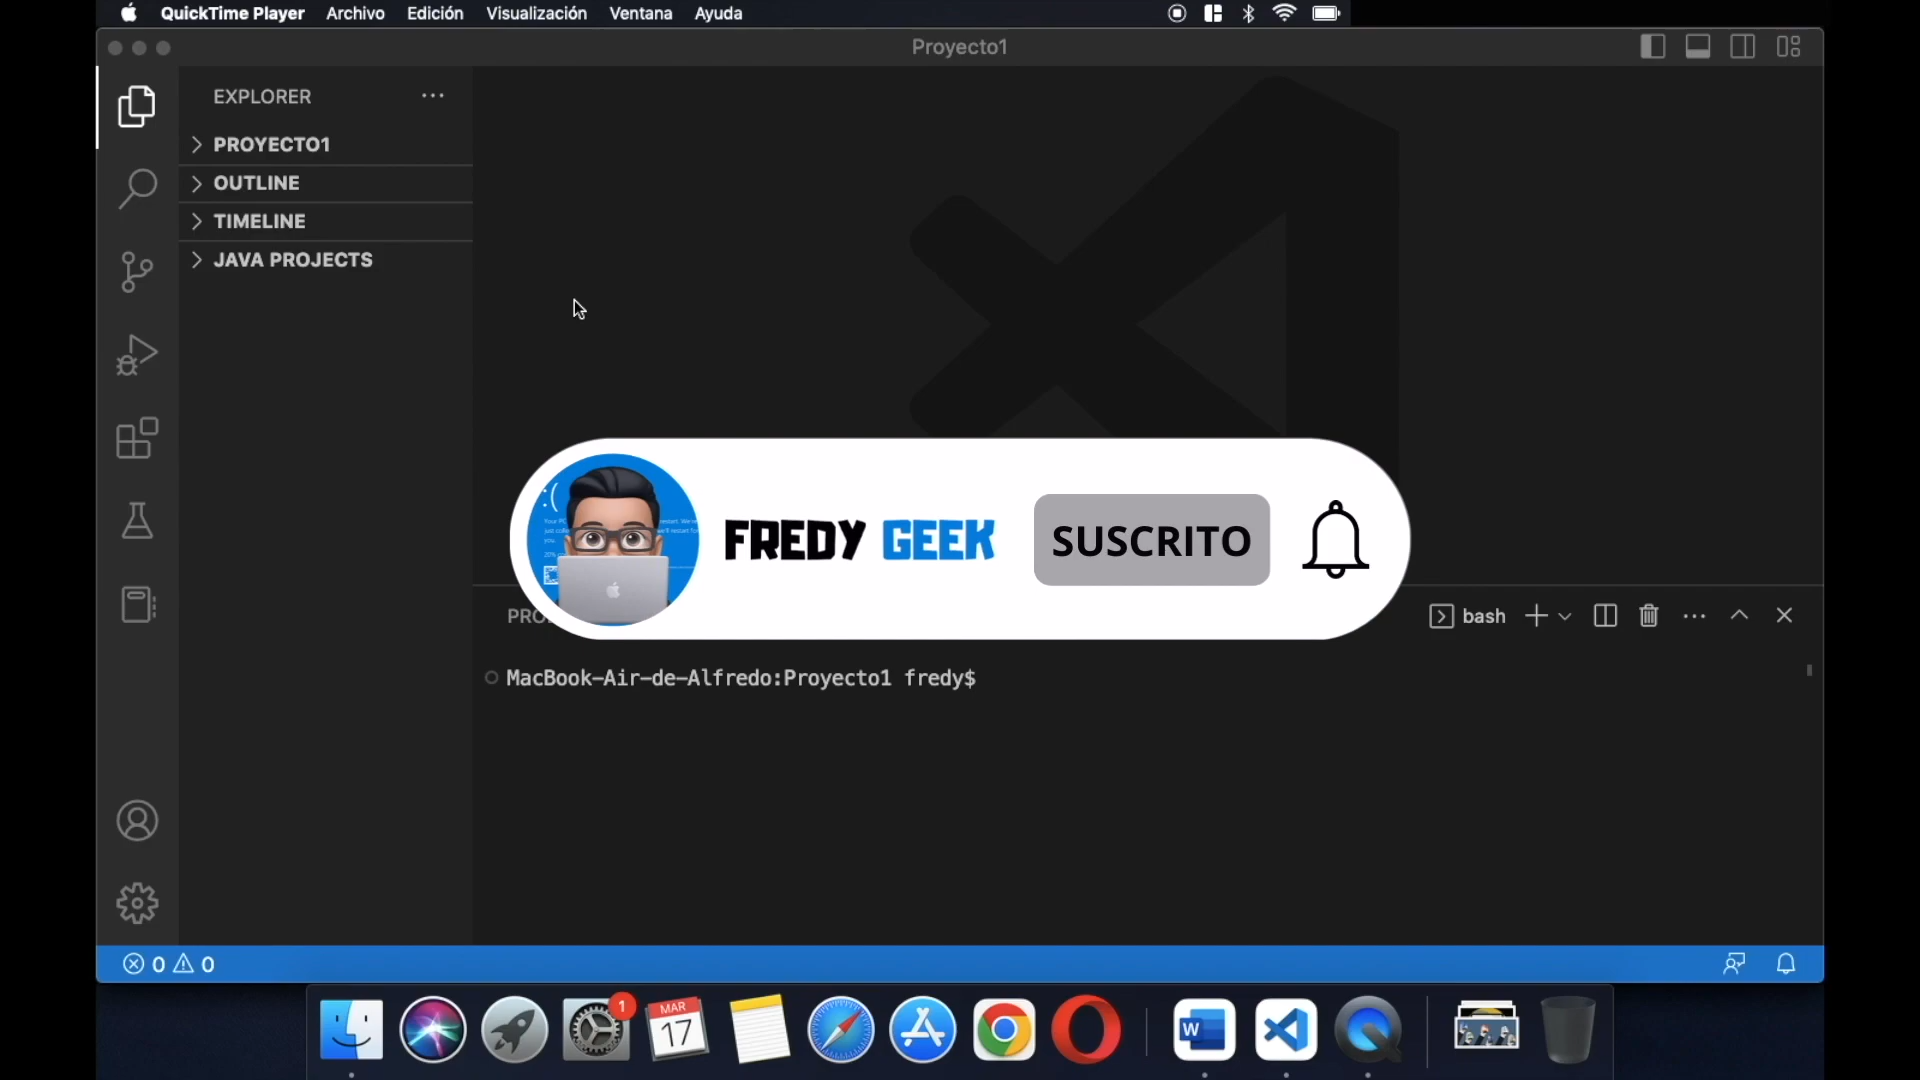 QuickTime Player Archivo Edición Visualización Ventana Ayuda
Proyecto1
EXPLORER
PROYECTO1
OUTLINE
TIMELINE
JAVA PROJECTS
:(
FREDY GEEK
SUSCRITO
bash
MacBook-Air-de-Alfredo:Proyecto1 fredy$
0 0
1
MAR
17
W